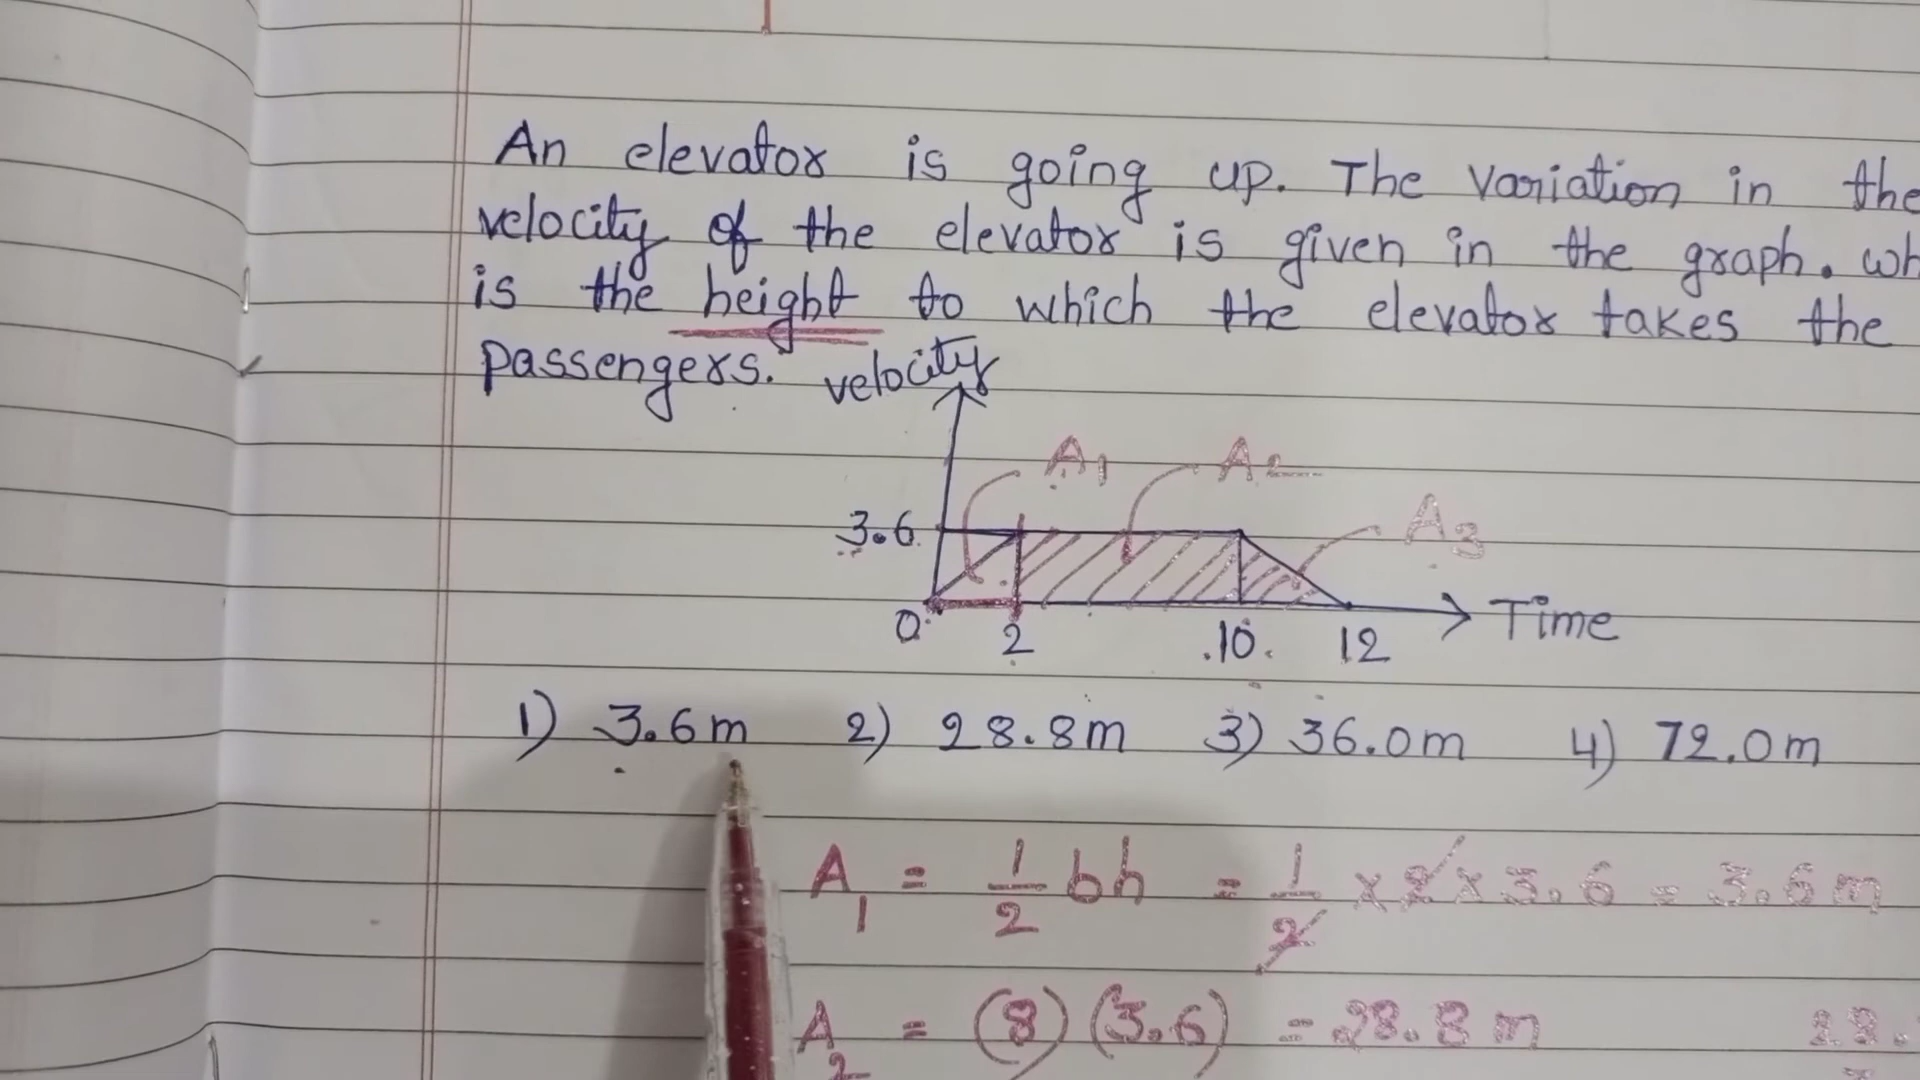 An elevator is going up. The variation in the
velocity of the elevator is given in the graph.
is the height to which the elevator takes the
passengers.
velocity
A1 A2 A3
3.6
0 2 10 12 Time
1) 3.6m 2) 28.8m 3) 36.0m 4) 72.0m
A1 = 1/2 bh = 1/2 x 2 x 3.6 = 3.6 m
A2 = (8) (3.6) = 28.8 m